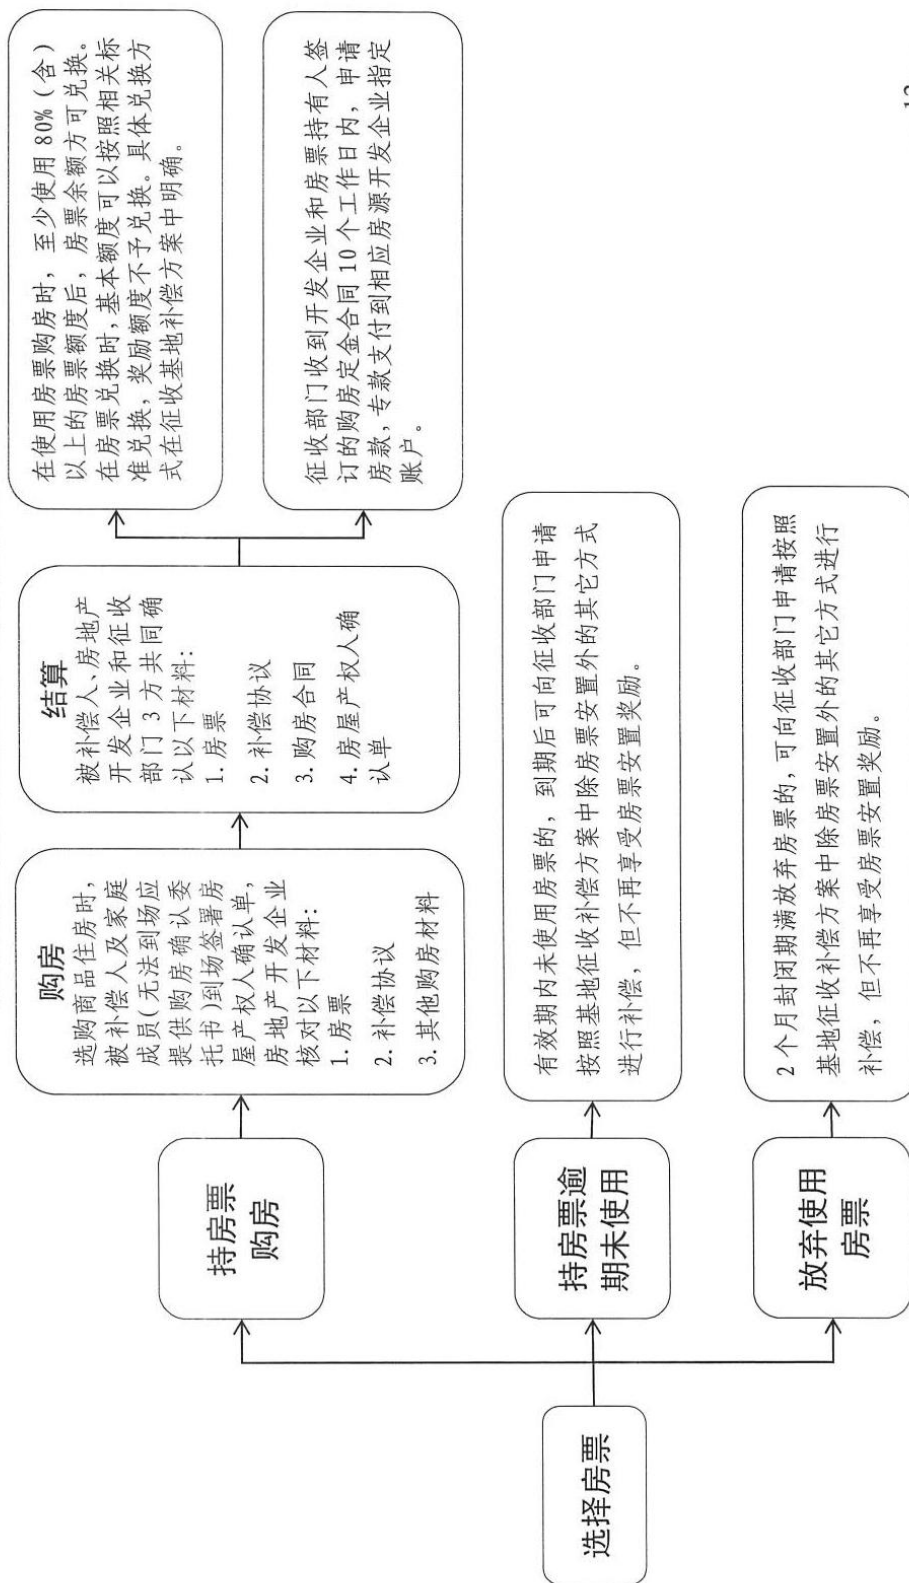 选择房票
持房票
购房
购房
选购商品住房时，
被补偿人及家庭
成员（无法到场应
提供购房确认委
托书）到场签署房
屋产权人确认单，
房地产开发企业
核对以下材料：
1. 房票
2. 补偿协议
3. 其他购房材料
结算
被补偿人、房地产
开发企业和征收
部门 3 方共同确
认以下材料：
1. 房票
2. 补偿协议
3. 购房合同
4. 房屋产权人确
认单
在使用房票购房时，至少使用 80%（含）
以上的房票额度后，房票余额方可兑换。
在房票兑换时，基本额度可以按照相关标
准兑换，奖励额度不予兑换。具体兑换方
式在征收基地补偿方案中明确。
征收部门收到开发企业和房票持有人签
订的购房定金合同 10 个工作日内，申请
房款，专款支付到相应房源开发企业指定
账户。
持房票逾
期未使用
有效期内未使用房票的，到期后可向征收部门申请
按照基地征收补偿方案中除房票安置外的其它方式
进行补偿，但不再享受房票安置奖励。
放弃使用
房票
2 个月封闭期满放弃房票的，可向征收部门申请按照
基地征收补偿方案中除房票安置外的其它方式进行
补偿，但不再享受房票安置奖励。